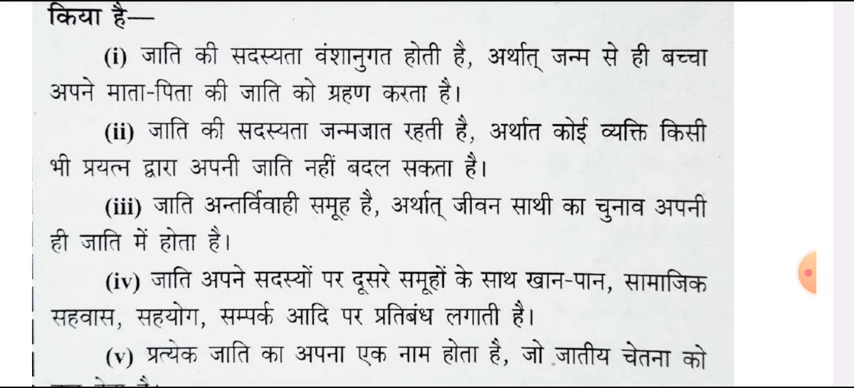 किया है—
(i) जाति की सदस्यता वंशानुगत होती है, अर्थात् जन्म से ही बच्चा
अपने माता-पिता की जाति को ग्रहण करता है।
(ii) जाति की सदस्यता जन्मजात रहती है, अर्थात कोई व्यक्ति किसी
भी प्रयत्न द्वारा अपनी जाति नहीं बदल सकता है।
(iii) जाति अन्तर्विवाही समूह है, अर्थात् जीवन साथी का चुनाव अपनी
ही जाति में होता है।
(iv) जाति अपने सदस्यों पर दूसरे समूहों के साथ खान-पान, सामाजिक
सहवास, सहयोग, सम्पर्क आदि पर प्रतिबंध लगाती है।
(v) प्रत्येक जाति का अपना एक नाम होता है, जो जातीय चेतना को